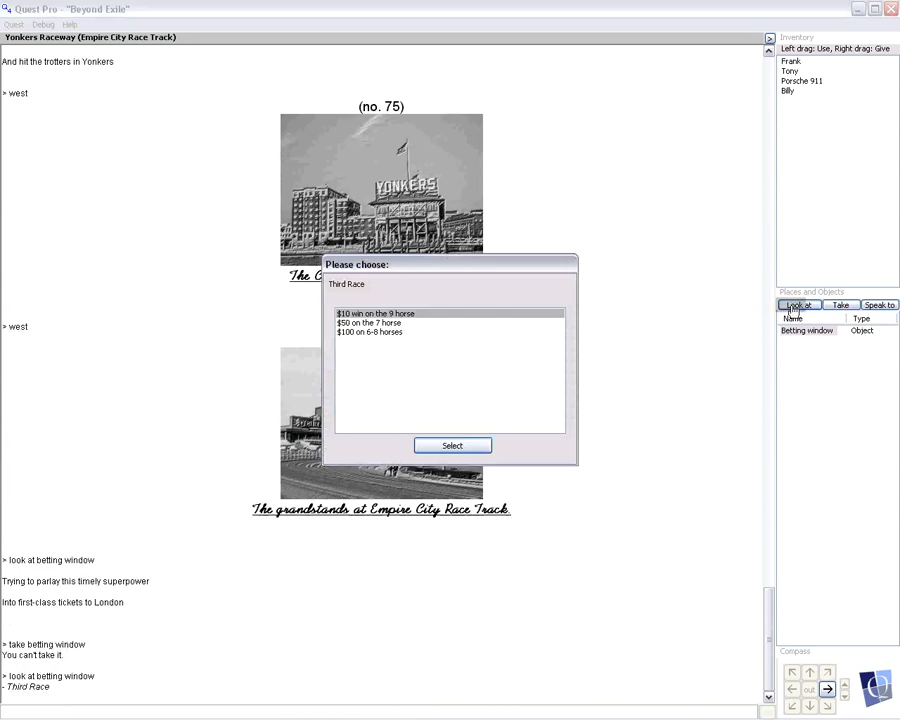 Quest Pro - "Beyond Exile"
Quest Debug Help
Yonkers Raceway (Empire City Race Track)
>
And hit the trotters in Yonkers
> west
(no. 75)
YONKERS
The C
> west
The grandstands at Empire City Race Track.
> look at betting window
Trying to parlay this timely superpower
Into first-class tickets to London
> take betting window
You can't take it.
> look at betting window
- Third Race
Please choose:
Third Race
$10 win on the 9 horse
$50 on the 7 horse
$100 on 6-8 horses
Select
Inventory
Left drag: Use, Right drag: Give
Frank
Tony
Porsche 911
Billy
Places and Objects
Look at Take Speak to
Name Type
Betting window Object
Compass
out